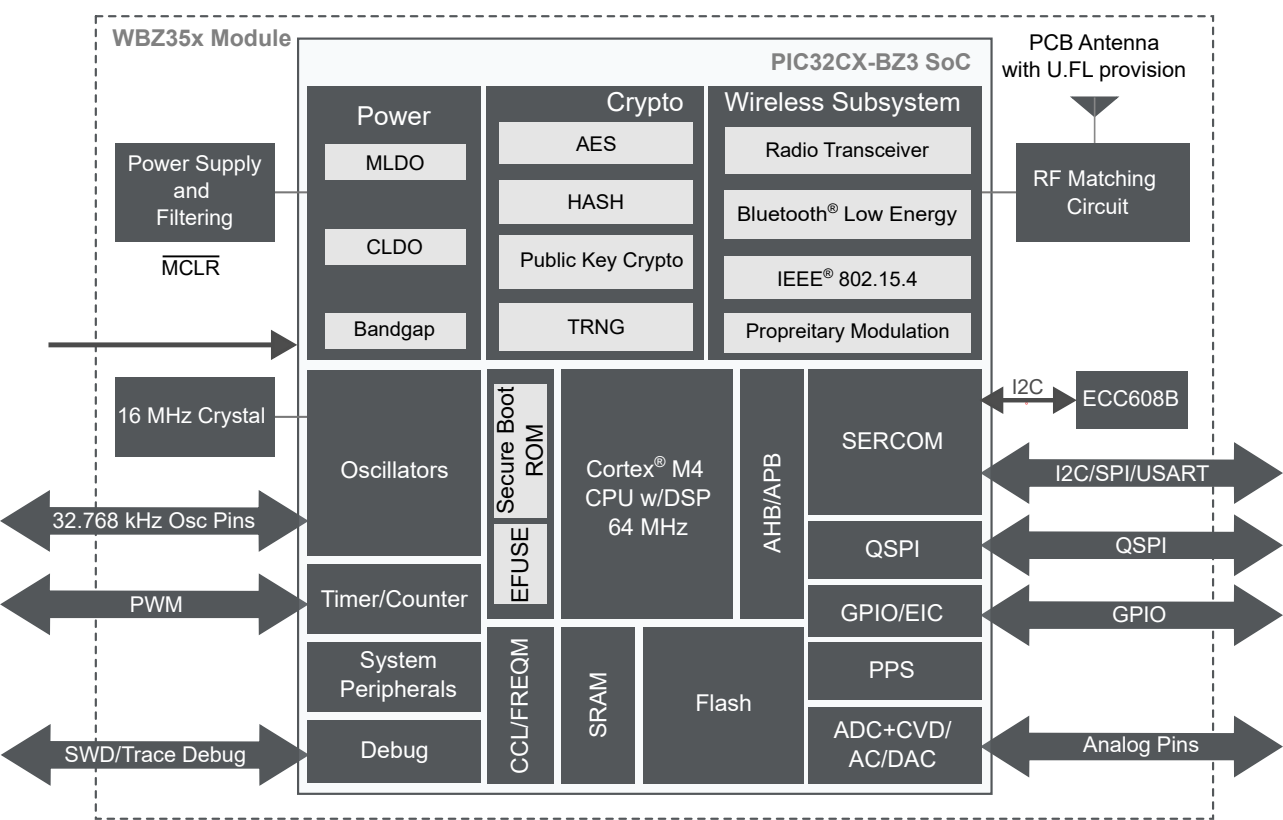 WBZ35x Module
PIC32CX-BZ3 SoC
PCB Antenna
with U.FL provision
Power Supply
and
Filtering
MCLR
16 MHz Crystal
32.768 kHz Osc Pins
PWM
SWD/Trace Debug
Power
MLDO
CLDO
Bandgap
Crypto
AES
HASH
Public Key Crypto
TRNG
Wireless Subsystem
Radio Transceiver
Bluetooth® Low Energy
IEEE® 802.15.4
Propreitary Modulation
RF Matching
Circuit
Oscillators
Timer/Counter
System
Peripherals
Debug
Secure Boot
ROM
EFUSE
CCL/FREQM
Cortex® M4
CPU w/DSP
64 MHz
SRAM
Flash
AHB/APB
SERCOM
QSPI
GPIO/EIC
PPS
ADC+CVD/
AC/DAC
I2C
ECC608B
I2C/SPI/USART
QSPI
GPIO
Analog Pins